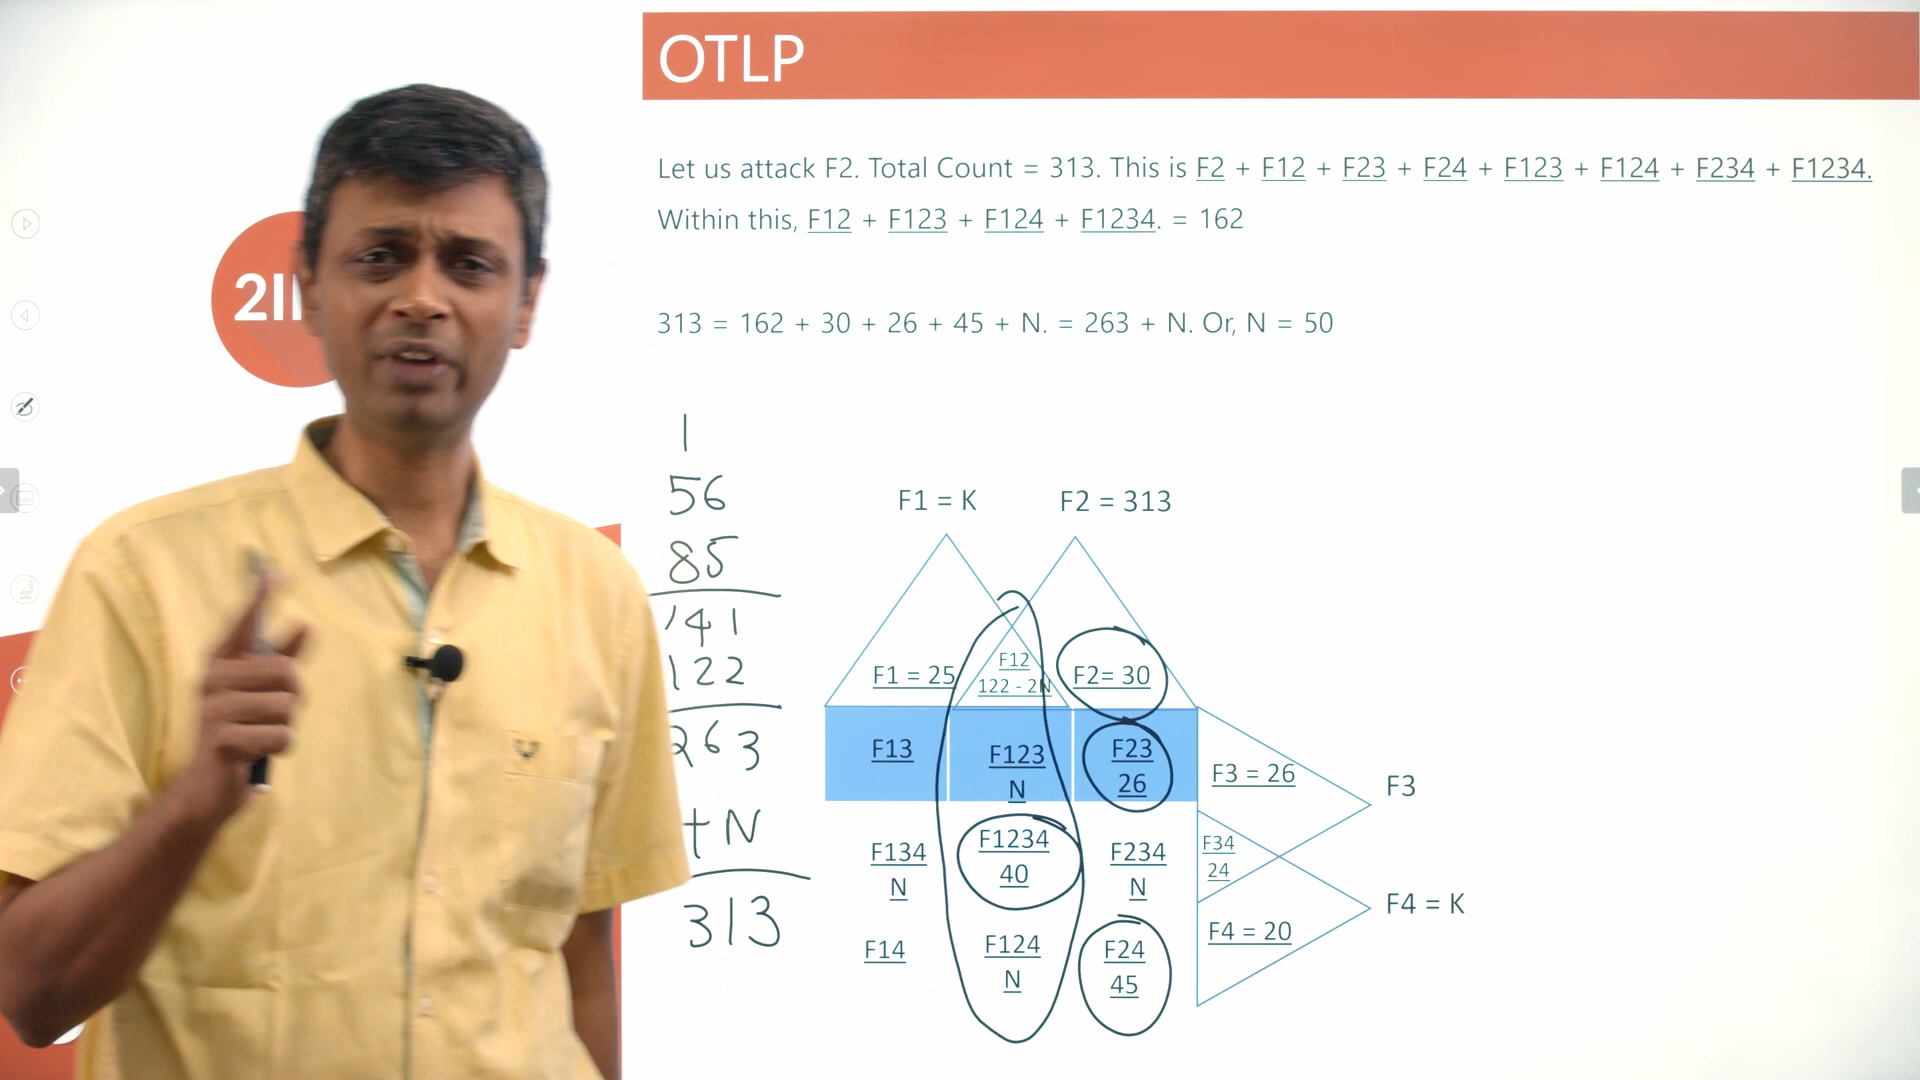 OTLP
Let us attack F2. Total Count = 313. This is F2 + F12 + F23 + F24 + F123 + F124 + F234 + F1234.
Within this, F12 + F123 + F124 + F1234. = 162
313 = 162 + 30 + 26 + 45 + N. = 263 + N. Or, N = 50
1
56
85
141
122
263
+ N
313
F1 = K
F2 = 313
F1 = 25
F12
122 - 2N
F2= 30
F13
F123
N
F23
26
F3 = 26
F3
F134
N
F1234
40
F234
N
F34
24
F4 = K
F14
F124
N
F24
45
F4 = 20